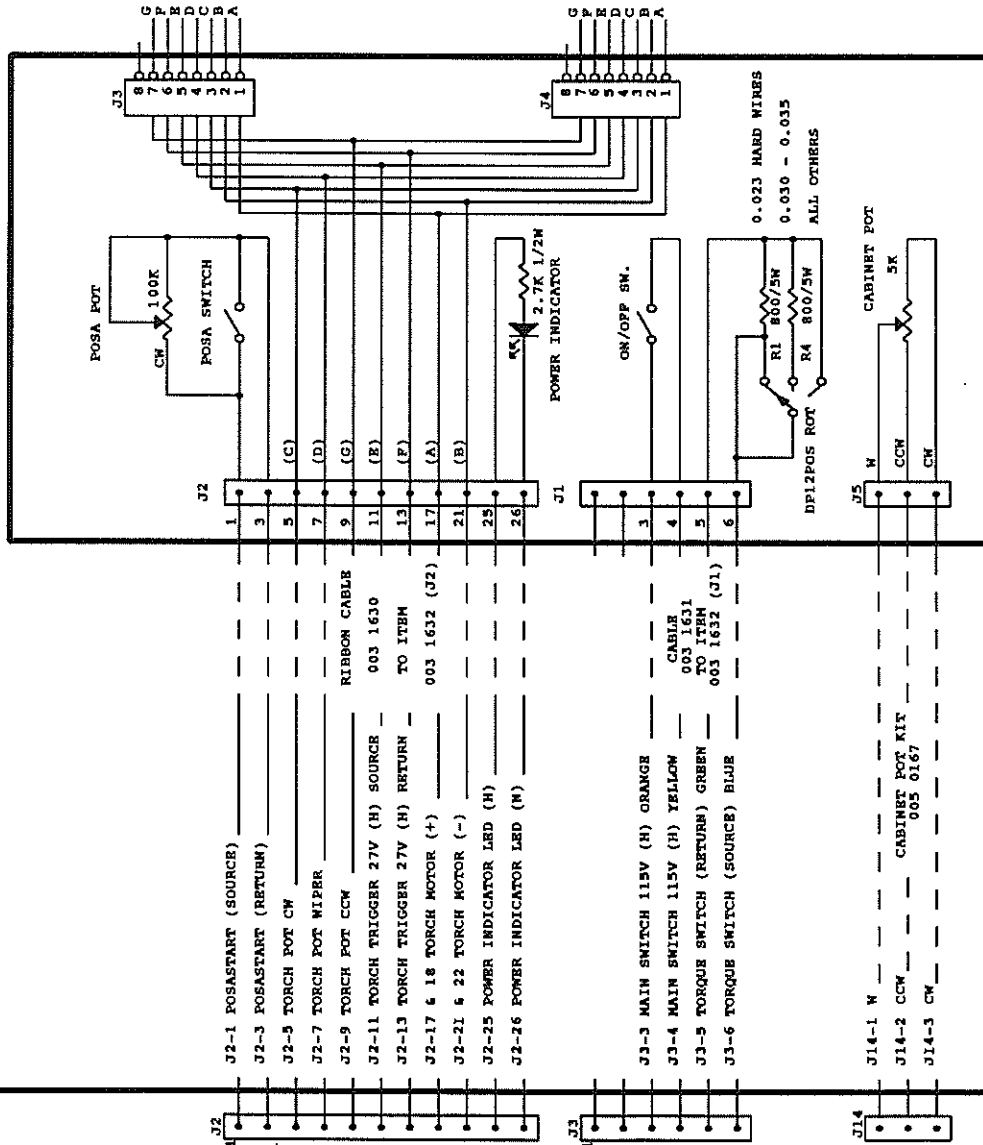 G
F
E
D
C
B
A
J3
8
7
6
5
4
3
2
1
G
F
E
D
C
B
A
J4
8
7
6
5
4
3
2
1
POSA POT
100K
CW
POSA SWITCH
2.7K 1/2W
POWER INDICATOR
ON/OFF SW.
0.023 HARD WIRES
0.030 - 0.035
ALL OTHERS
R1 800/5W
R4 800/5W
DP12POS ROT
CABINET POT
5K
W
CCW
CW
J2
1
3
5
7
9
11
13
17
21
25
26
(C)
(D)
(G)
(E)
(F)
(A)
(B)
J1
3
4
5
6
J5
RIBBON CABLE
003 1630
TO ITEM
003 1632 (J2)
CABLE
003 1631
TO ITEM
003 1632 (J1)
J2-1 POSASTART (SOURCE)
J2-3 POSASTART (RETURN)
J2-5 TORCH POT CW
J2-7 TORCH POT WIPER
J2-9 TORCH POT CCW
J2-11 TORCH TRIGGER 27V (H) SOURCE
J2-13 TORCH TRIGGER 27V (H) RETURN
J2-17 & 18 TORCH MOTOR (+)
J2-21 & 22 TORCH MOTOR (-)
J2-25 POWER INDICATOR LED (H)
J2-26 POWER INDICATOR LED (N)
J3-3 MAIN SWITCH 115V (H) ORANGE
J3-4 MAIN SWITCH 115V (H) YELLOW
J3-5 TORQUE SWITCH (RETURN) GREEN
J3-6 TORQUE SWITCH (SOURCE) BLUE
J14-1 W
J14-2 CCW
J14-3 CW
CABINET POT KIT
005 0167
J2
J3
J14